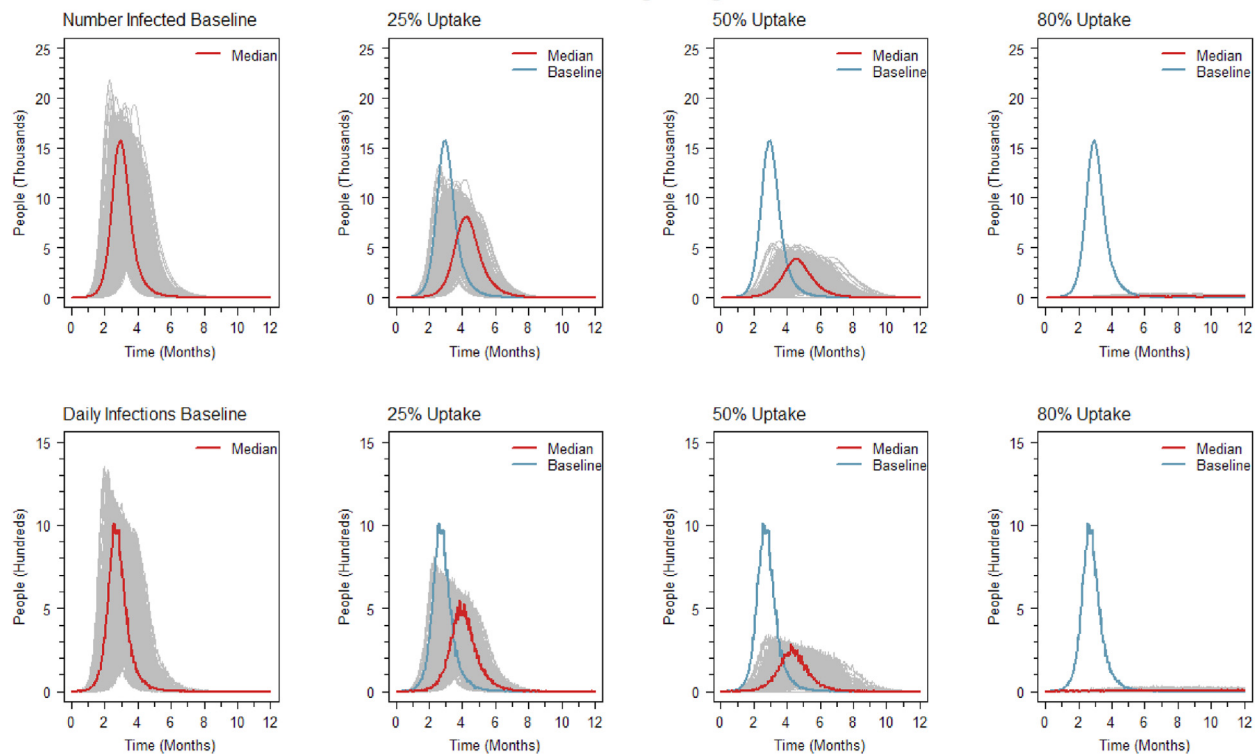 Number Infected Baseline 25% Uptake 50% Uptake 80% Uptake
25 Median 25 Median Baseline 25 Median Baseline 25 Median Baseline
20 20 20 20
15 15 15 15
10 10 10 10
5 5 5 5
0 0 0 0
People (Thousands) People (Thousands) People (Thousands) People (Thousands)
0 2 4 6 8 10 12 0 2 4 6 8 10 12 0 2 4 6 8 10 12 0 2 4 6 8 10 12
Time (Months) Time (Months) Time (Months) Time (Months)
Daily Infections Baseline 25% Uptake 50% Uptake 80% Uptake
15 Median 15 Median Baseline 15 Median Baseline 15 Median Baseline
10 10 10 10
5 5 5 5
0 0 0 0
People (Hundreds) People (Hundreds) People (Hundreds) People (Hundreds)
0 2 4 6 8 10 12 0 2 4 6 8 10 12 0 2 4 6 8 10 12 0 2 4 6 8 10 12
Time (Months) Time (Months) Time (Months) Time (Months)